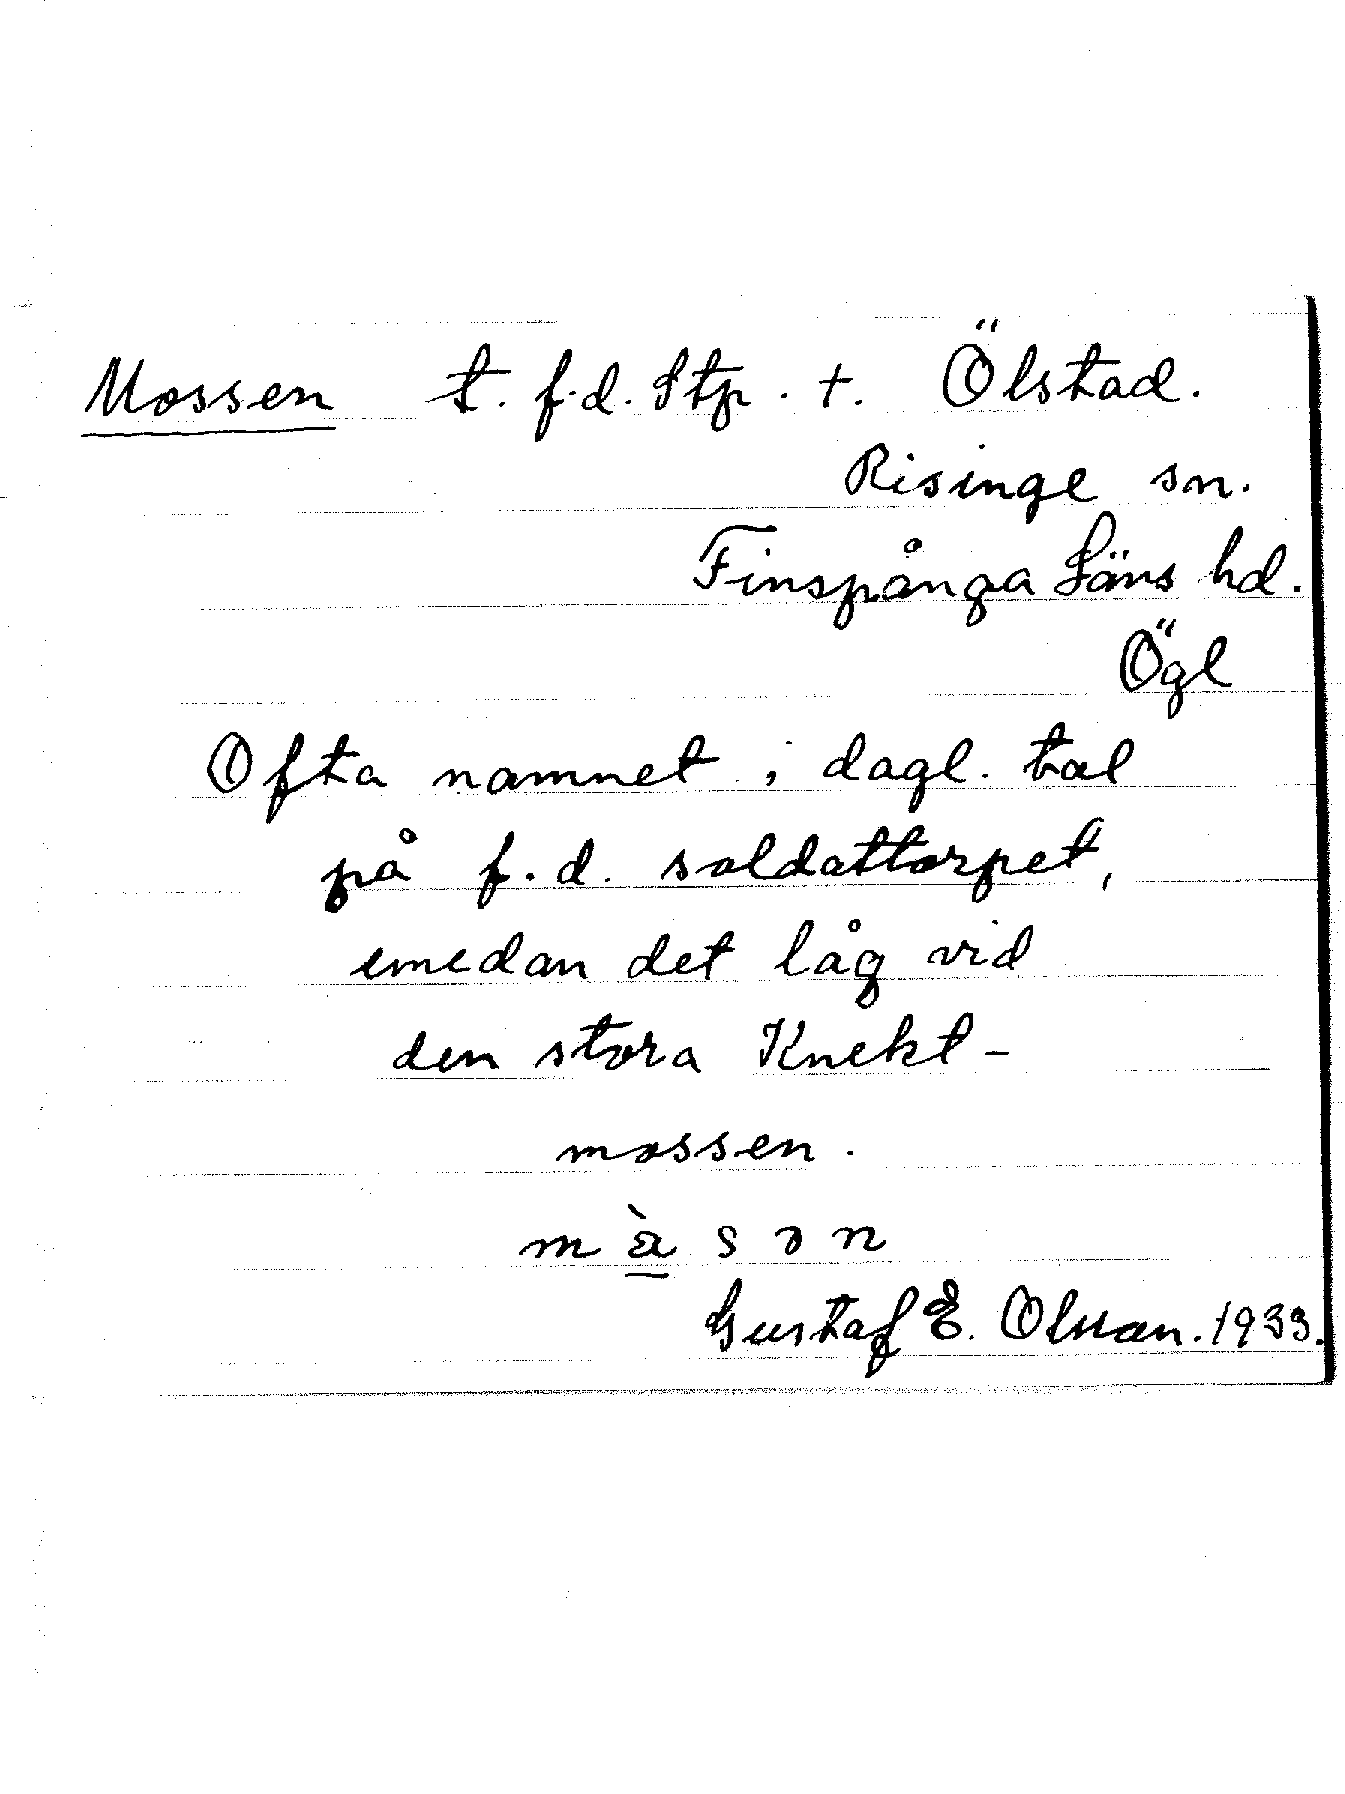 Mossen t. f.d. Stp. t. Ölstad.
Risinge sn.
Finspånga Läns hd.
Ögl
Ofta namnet i dagl. tal
på f.d. soldattorpet,
emedan det låg vid
den stora Knekt-
mossen.
m s ə n
Gustaf E. Olsson. 1933.